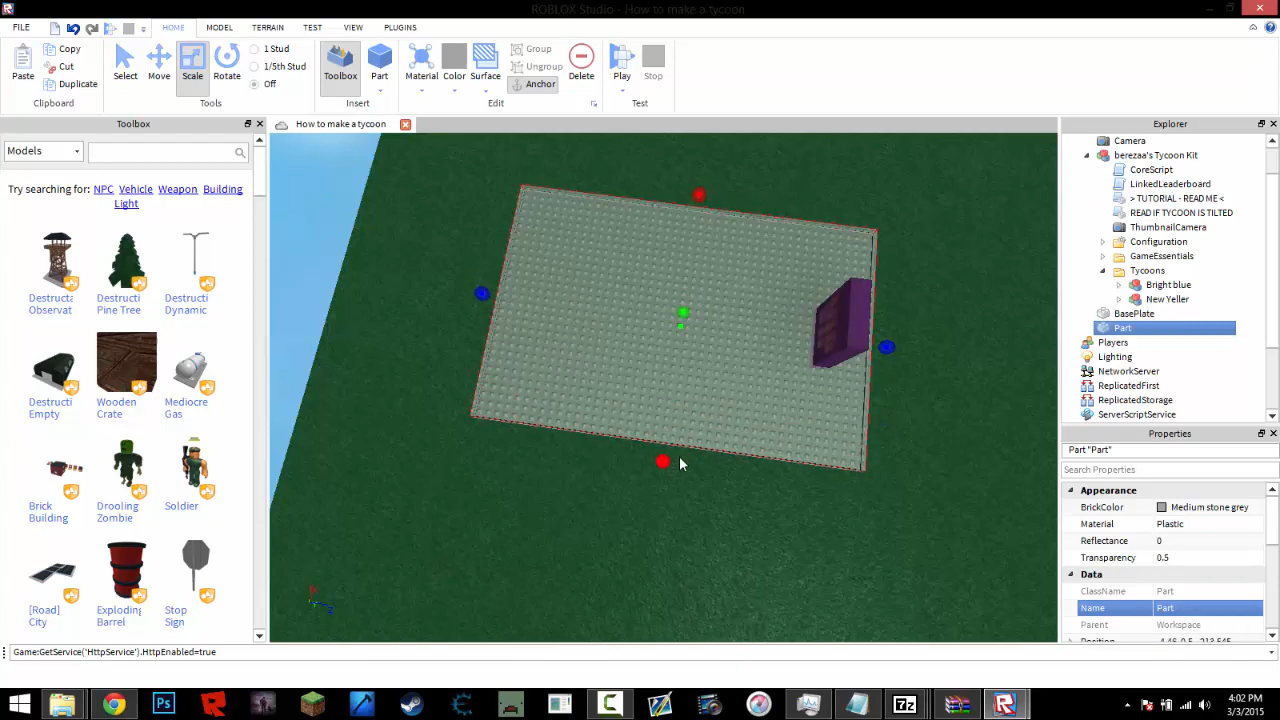 ROBLOX Studio - How to make a tycoon
FILE
HOME
MODEL
TERRAIN
TEST
VIEW
PLUGINS
Paste
Copy
Cut
Duplicate
Clipboard
Select
Move
Scale
Rotate
1 Stud
1/5th Stud
Off
Tools
Toolbox
Part
Insert
Material
Color
Surface
Group
Ungroup
Anchor
Delete
Edit
Play
Stop
Test
Toolbox
Models
Try searching for: NPC Vehicle Weapon Building
Light
Destructa
Observat
Destructi
Pine Tree
Destructi
Dynamic
Destructi
Empty
Wooden
Crate
Mediocre
Gas
Brick
Building
Drooling
Zombie
Soldier
[Road]
City
Exploding
Barrel
Stop
Sign
How to make a tycoon
Explorer
Camera
berezaa's Tycoon Kit
CoreScript
LinkedLeaderboard
> TUTORIAL - READ ME <
READ IF TYCOON IS TILTED
ThumbnailCamera
Configuration
GameEssentials
Tycoons
Bright blue
New Yeller
BasePlate
Part
Players
Lighting
NetworkServer
ReplicatedFirst
ReplicatedStorage
ServerScriptService
Properties
Part "Part"
Search Properties
Appearance
BrickColor Medium stone grey
Material Plastic
Reflectance 0
Transparency 0.5
Data
ClassName Part
Name Part
Parent Workspace
Game:GetService('HttpService').HttpEnabled=true
Ps
7z
4:02 PM
3/3/2015